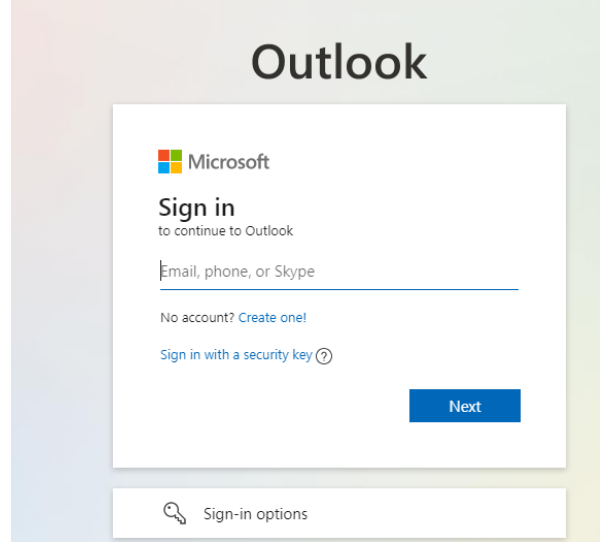 Outlook
Microsoft
Sign in
to continue to Outlook
Email, phone, or Skype
No account? Create one!
Sign in with a security key ?
Next
Sign-in options